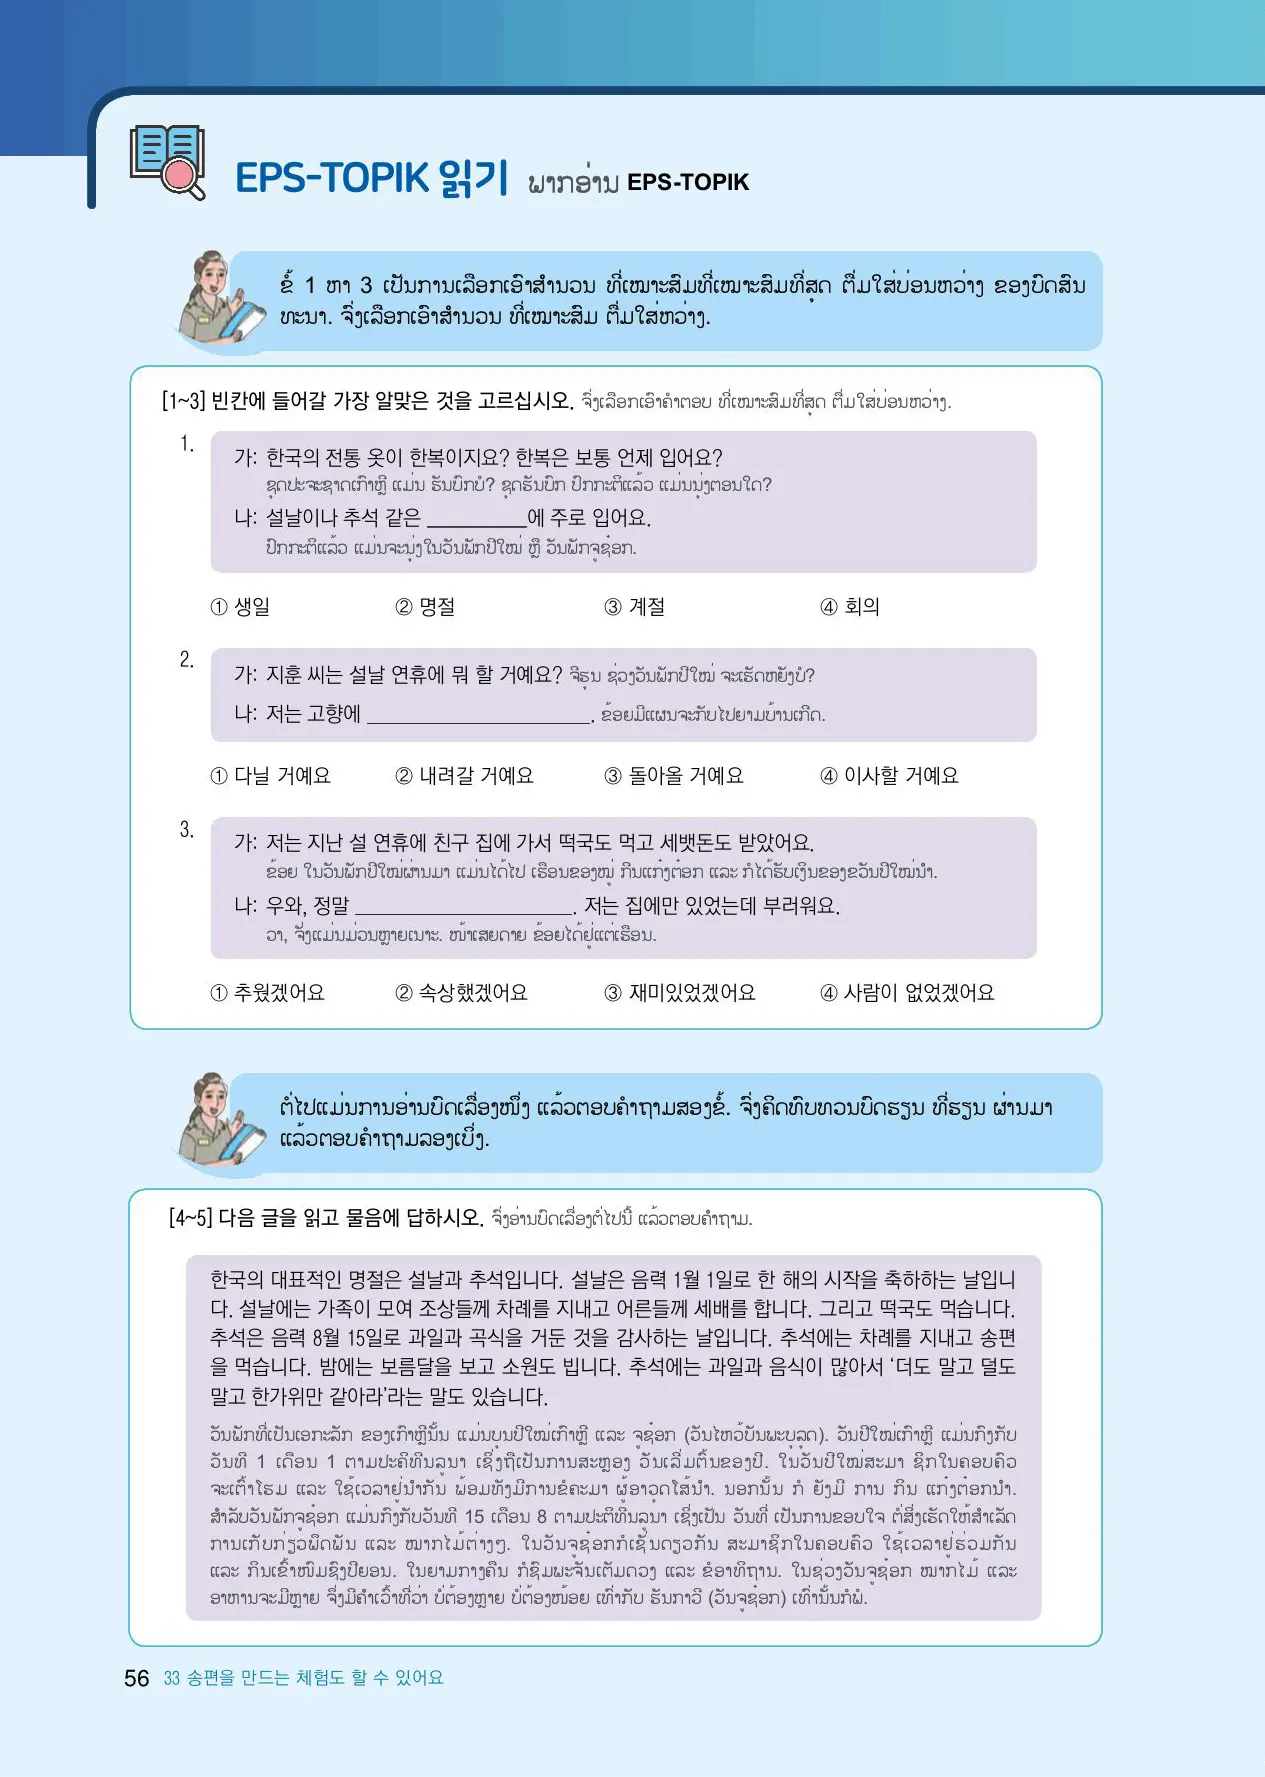 EPS-TOPIK 읽기 ພາກອ່ານ EPS-TOPIK
ຂໍ້ 1 ຫາ 3 ເປັນການເລືອກເອົາສຳນວນ ທີ່ເໝາະສົມທີ່ເໝາະສົມທີ່ສຸດ ຕື່ມໃສ່ບ່ອນຫວ່າງ ຂອງບົດສົນ
ທະນາ. ຈົ່ງເລືອກເອົາສຳນວນ ທີ່ເໝາະສົມ ຕື່ມໃສ່ຫວ່າງ.
[1~3] 빈칸에 들어갈 가장 알맞은 것을 고르십시오. ຈົ່ງເລືອກເອົາຄຳຕອບ ທີ່ເໝາະສົມທີ່ສຸດ ຕື່ມໃສ່ບ່ອນຫວ່າງ.
1.
가: 한국의 전통 옷이 한복이지요? 한복은 보통 언제 입어요?
ຊຸດປະຈະຊາດເກົາຫຼີ ແມ່ນ ຮັນບົກບໍ? ຊຸດຮັນບົກ ປົກກະຕິແລ້ວ ແມ່ນນຸ່ງຕອນໃດ?
나: 설날이나 추석 같은 __________에 주로 입어요.
ປົກກະຕິແລ້ວ ແມ່ນຈະນຸ່ງໃນວັນພັກປີໃໝ່ ຫຼື ວັນພັກຈູຊ໋ອກ.
① 생일 ② 명절 ③ 계절 ④ 회의
2.
가: 지훈 씨는 설날 연휴에 뭐 할 거예요? ຈີຮຸນ ຊ່ວງວັນພັກປີໃໝ່ ຈະເຮັດຫຍັງບໍ?
나: 저는 고향에 ______________________. ຂ້ອຍມີແຜນຈະກັບໄປຍາມບ້ານເກີດ.
① 다닐 거예요 ② 내려갈 거예요 ③ 돌아올 거예요 ④ 이사할 거예요
3.
가: 저는 지난 설 연휴에 친구 집에 가서 떡국도 먹고 세뱃돈도 받았어요.
ຂ້ອຍ ໃນວັນພັກປີໃໝ່ຜ່ານມາ ແມ່ນໄດ້ໄປ ເຮືອນຂອງໝູ່ ກິນແກ໋ງຕ໋ອກ ແລະ ກໍໄດ້ຮັບເງິນຂອງຂວັນປີໃໝ່ນຳ.
나: 우와, 정말 ______________________. 저는 집에만 있었는데 부러워요.
ວາ, ຈັ່ງແມ່ນມ່ວນຫຼາຍເນາະ. ໜ້າເສຍດາຍ ຂ້ອຍໄດ້ຢູ່ແຕ່ເຮືອນ.
① 추웠겠어요 ② 속상했겠어요 ③ 재미있었겠어요 ④ 사람이 없었겠어요
ຕໍ່ໄປແມ່ນການອ່ານບົດເລື່ອງໜຶ່ງ ແລ້ວຕອບຄຳຖາມສອງຂໍ້. ຈົ່ງຄິດທົບທວນບົດຮຽນ ທີ່ຮຽນ ຜ່ານມາ
ແລ້ວຕອບຄຳຖາມລອງເບິ່ງ.
[4~5] 다음 글을 읽고 물음에 답하시오. ຈົ່ງອ່ານບົດເລື່ອງຕໍ່ໄປນີ້ ແລ້ວຕອບຄຳຖາມ.
한국의 대표적인 명절은 설날과 추석입니다. 설날은 음력 1월 1일로 한 해의 시작을 축하하는 날입니
다. 설날에는 가족이 모여 조상들께 차례를 지내고 어른들께 세배를 합니다. 그리고 떡국도 먹습니다.
추석은 음력 8월 15일로 과일과 곡식을 거둔 것을 감사하는 날입니다. 추석에는 차례를 지내고 송편
을 먹습니다. 밤에는 보름달을 보고 소원도 빕니다. 추석에는 과일과 음식이 많아서 ‘더도 말고 덜도
말고 한가위만 같아라’라는 말도 있습니다.
ວັນພັກທີ່ເປັນເອກະລັກ ຂອງເກົາຫຼີນັ້ນ ແມ່ນບຸນປີໃໝ່ເກົາຫຼີ ແລະ ຈູຊ໋ອກ (ວັນໄຫວ້ບັນພະບຸລຸດ). ວັນປີໃໝ່ເກົາຫຼີ ແມ່ນກົງກັບ
ວັນທີ 1 ເດືອນ 1 ຕາມປະຄິທິນລູນາ ເຊິ່ງຖືເປັນການສະຫຼອງ ວັນເລີ່ມຕົ້ນຂອງປີ. ໃນວັນປີໃໝ່ສະມາ ຊິກໃນຄອບຄົວ
ຈະເຕົ້າໂຮມ ແລະ ໃຊ້ເວລາຢູ່ນຳກັນ ພ້ອມທັງມີການຂໍຄະມາ ຜູ້ອາວຸດໂສ້ນຳ. ນອກນັ້ນ ກໍ ຍັງມີ ການ ກິນ ແກ໋ງຕ໋ອກນຳ.
ສຳລັບວັນພັກຈູຊ໋ອກ ແມ່ນກົງກັບວັນທີ 15 ເດືອນ 8 ຕາມປະຕິທິນລູນາ ເຊິ່ງເປັນ ວັນທີ່ ເປັນການຂອບໃຈ ຕໍ່ສິ່ງເຮັດໃຫ້ສຳເລັດ
ການເກັບກ່ຽວພຶດພັນ ແລະ ໝາກໄມ້ຕ່າງໆ. ໃນວັນຈູຊ໋ອກກໍເຊັ່ນດຽວກັນ ສະມາຊິກໃນຄອບຄົວ ໃຊ້ເວລາຢູ່ຮ່ວມກັນ
ແລະ ກິນເຂົ້າໜົມຊົງປຽອນ. ໃນຍາມກາງຄືນ ກໍຊົມພະຈັນເຕັມດວງ ແລະ ຂໍອາທິຖານ. ໃນຊ່ວງວັນຈູຊ໋ອກ ໝາກໄມ້ ແລະ
ອາຫານຈະມີຫຼາຍ ຈຶ່ງມີຄຳເວົ້າທີ່ວ່າ ບໍ່ຕ້ອງຫຼາຍ ບໍ່ຕ້ອງໜ້ອຍ ເທົ່າກັບ ຮັນກາວີ (ວັນຈູຊ໋ອກ) ເທົ່ານັ້ນກໍພໍ.
56 33 송편을 만드는 체험도 할 수 있어요